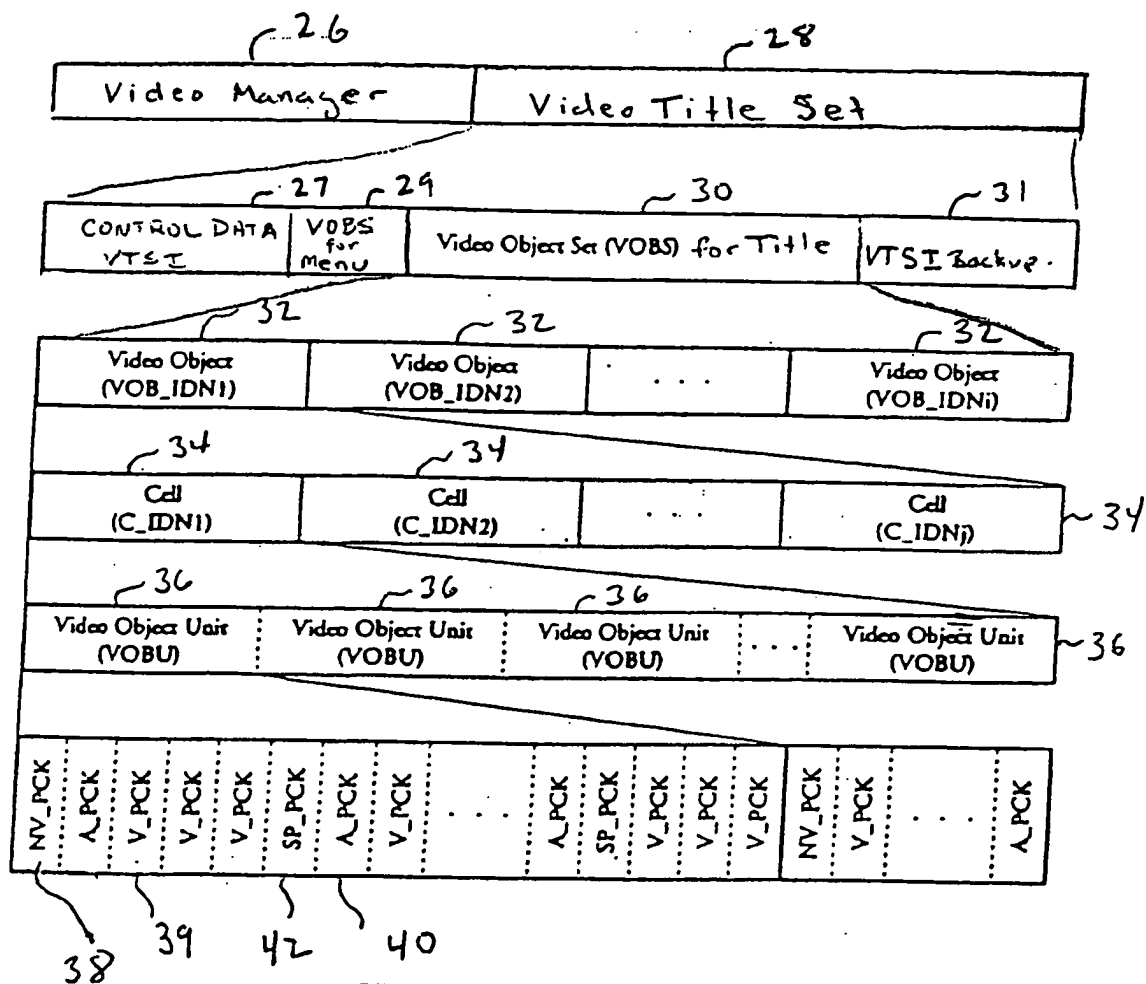 26 28
Video Manager Video Title Set
27 29 30 31
CONTROL DATA VTSI VOBS for Menu Video Object Set (VOBS) for Title VTSI Backup.
32 32 32
Video Object Video Object Video Object
(VOB_IDN1) (VOB_IDN2) . . . (VOB_IDNi)
34 34
Cell Cell Cell
(C_IDN1) (C_IDN2) . . . (C_IDNj) 34
36 36 36
Video Object Unit Video Object Unit Video Object Unit Video Object Unit
(VOBU) (VOBU) (VOBU) . . . (VOBU) 36
NV_PCK A_PCK V_PCK V_PCK V_PCK SP_PCK A_PCK V_PCK . . . A_PCK SP_PCK V_PCK V_PCK V_PCK NV_PCK V_PCK . . . A_PCK
38 39 42 40